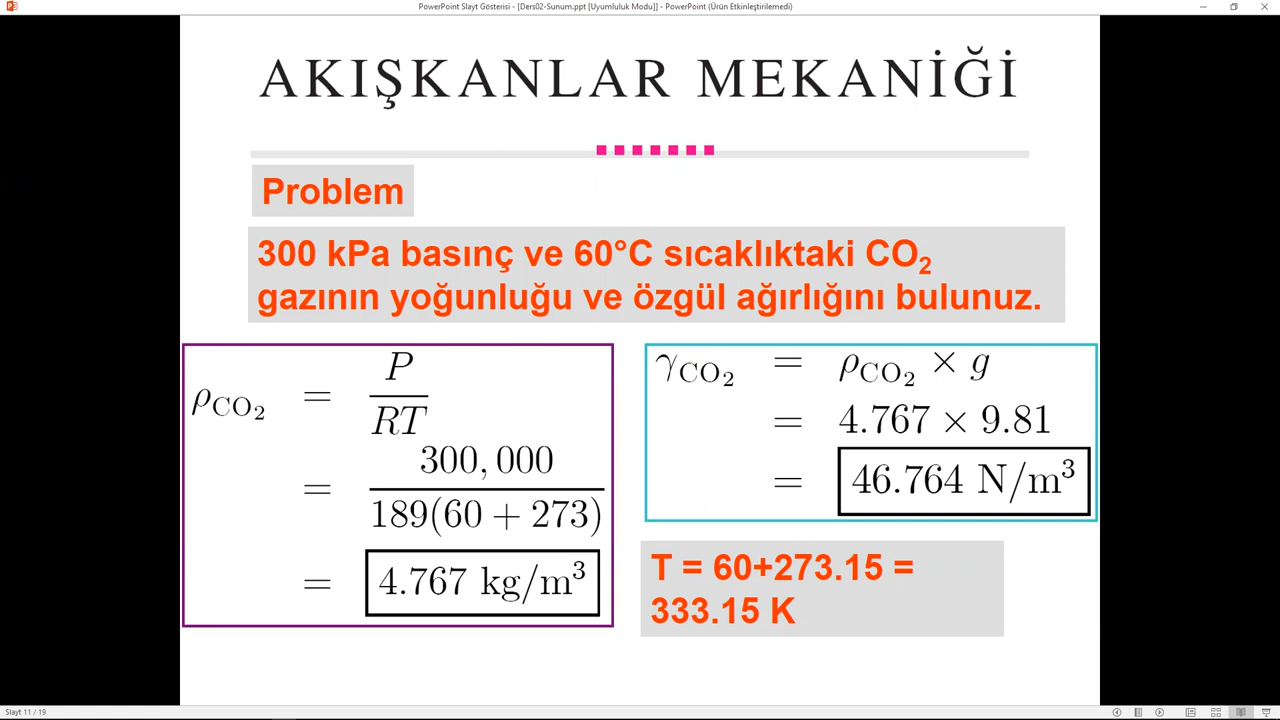 PowerPoint Slayt Gösterisi - [Ders02-Sunum.ppt [Uyumluluk Modu]] - PowerPoint (Ürün Etkinleştirilemedi)
AKIŞKANLAR MEKANİĞİ
Problem
300 kPa basınç ve 60°C sıcaklıktaki CO₂
gazının yoğunluğu ve özgül ağırlığını bulunuz.
ρCO₂ = P / RT
= 300,000 / 189(60 + 273)
= 4.767 kg/m³
γCO₂ = ρCO₂ × g
= 4.767 × 9.81
= 46.764 N/m³
T = 60+273.15 =
333.15 K
Slayt 11 / 19